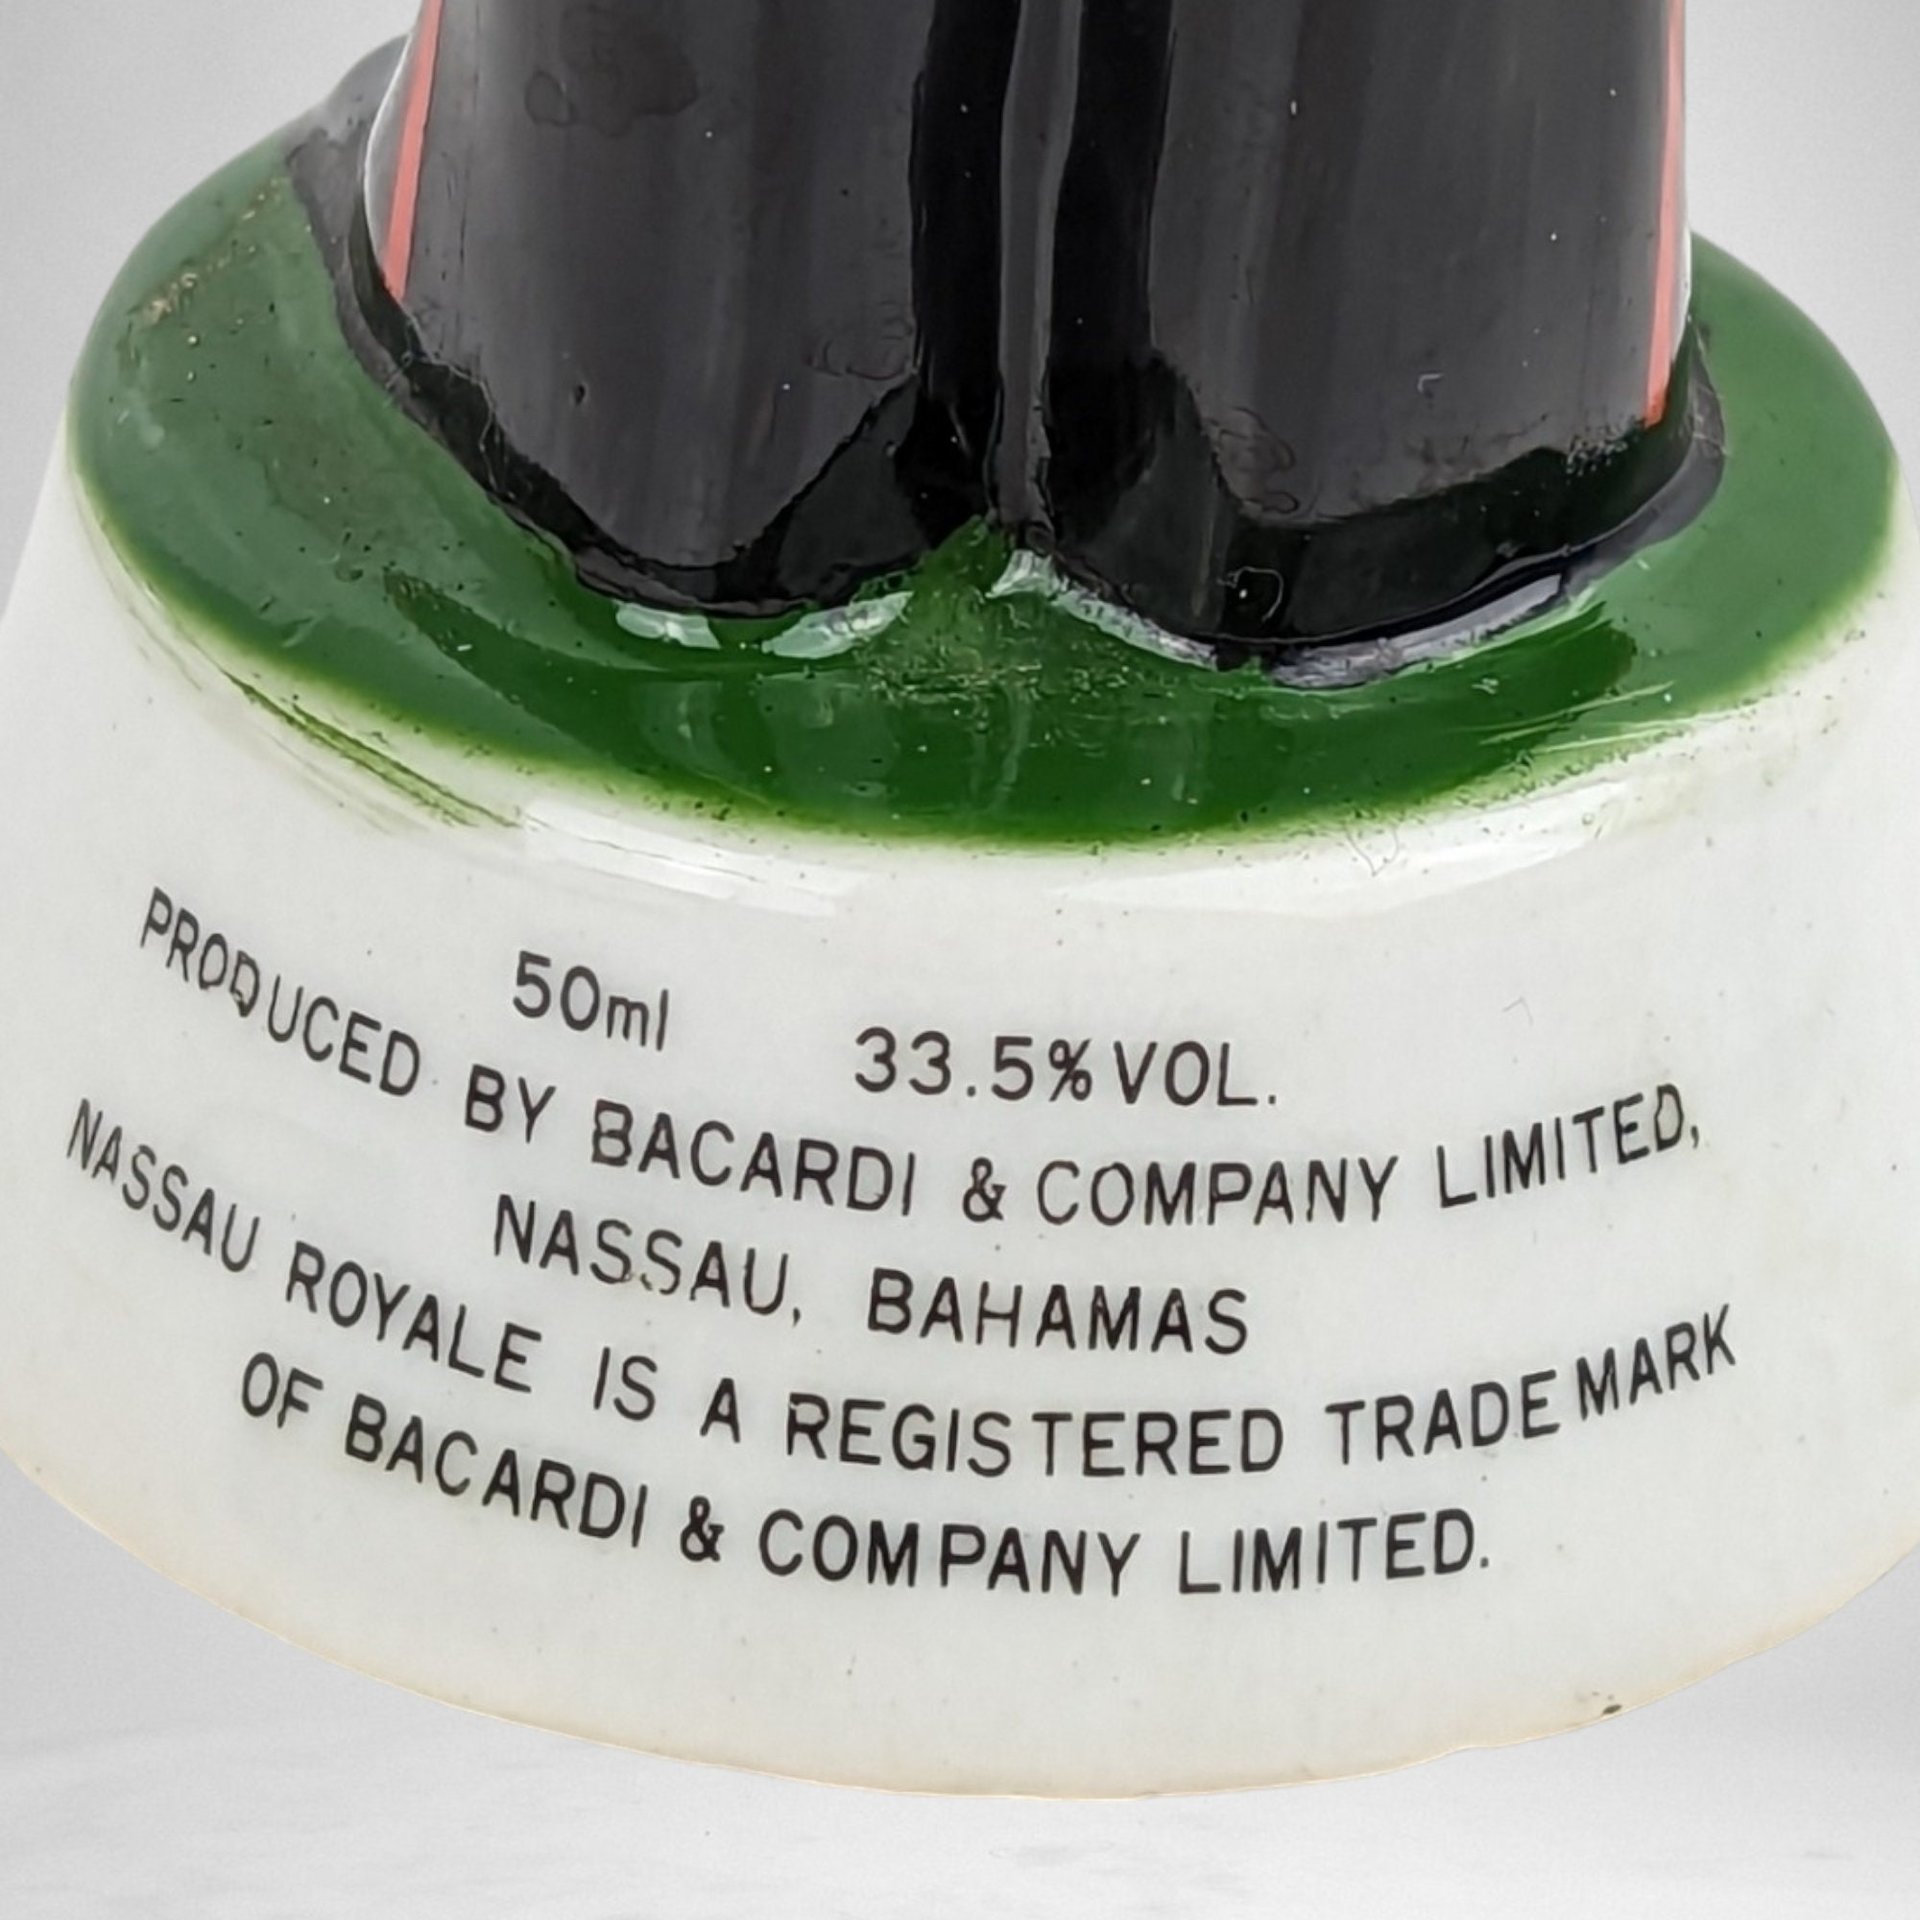 50ml 33.5% VOL.
PRODUCED BY BACARDI & COMPANY LIMITED,
NASSAU, BAHAMAS
NASSAU ROYALE IS A REGISTERED TRADE MARK
OF BACARDI & COMPANY LIMITED.